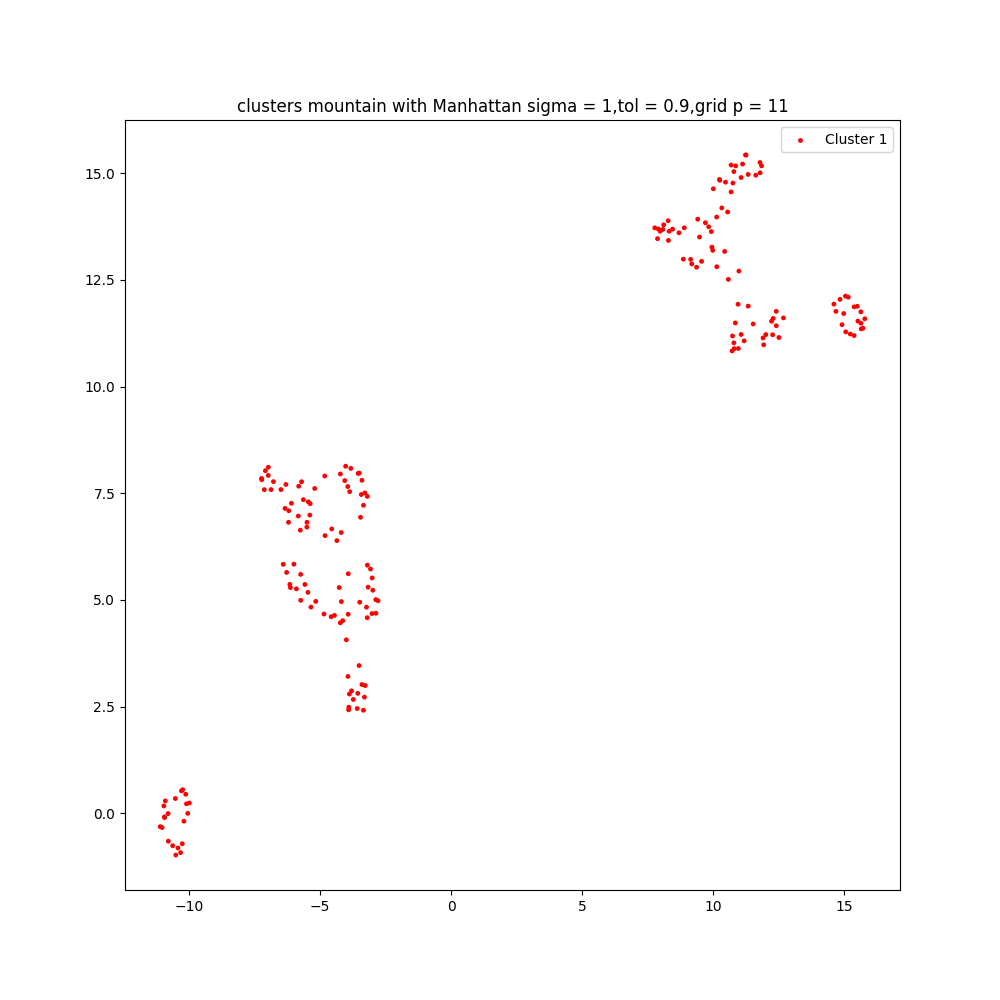 clusters mountain with Manhattan sigma = 1,tol = 0.9,grid p = 11
Cluster 1
15.0
12.5
10.0
7.5
5.0
2.5
0.0
−10 −5 0 5 10 15